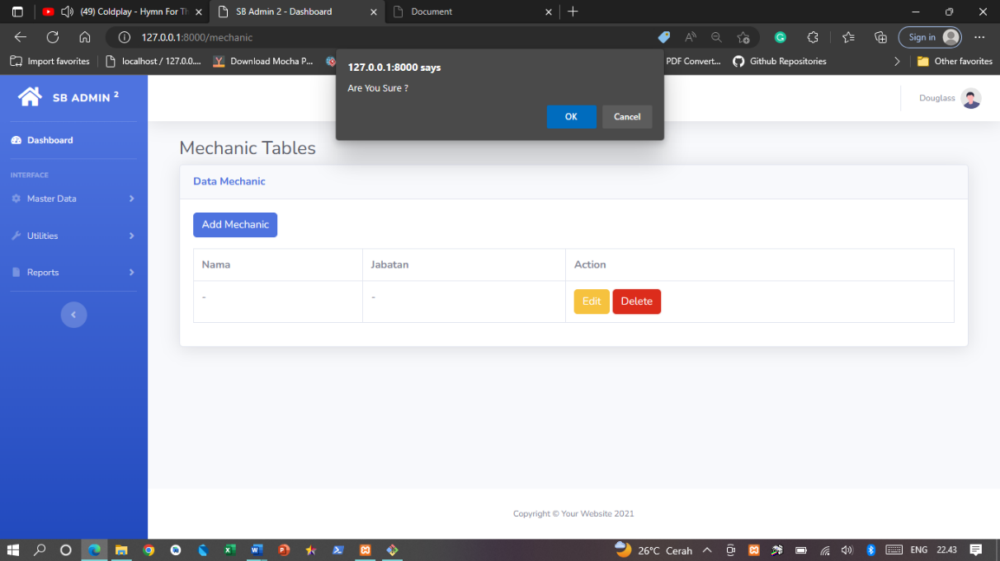 (49) Coldplay - Hymn For Th
SB Admin 2 - Dashboard
Document
127.0.0.1:8000/mechanic
Sign in
Import favorites
localhost / 127.0.0....
Download Mocha P...
PDF Convert...
Github Repositories
Other favorites
127.0.0.1:8000 says
Are You Sure ?
OK
Cancel
SB ADMIN 2
Douglass
Dashboard
INTERFACE
Master Data
Utilities
Reports
Mechanic Tables
Data Mechanic
Add Mechanic
Nama Jabatan Action
- - Edit Delete
Copyright © Your Website 2021
26°C Cerah
ENG
22.43